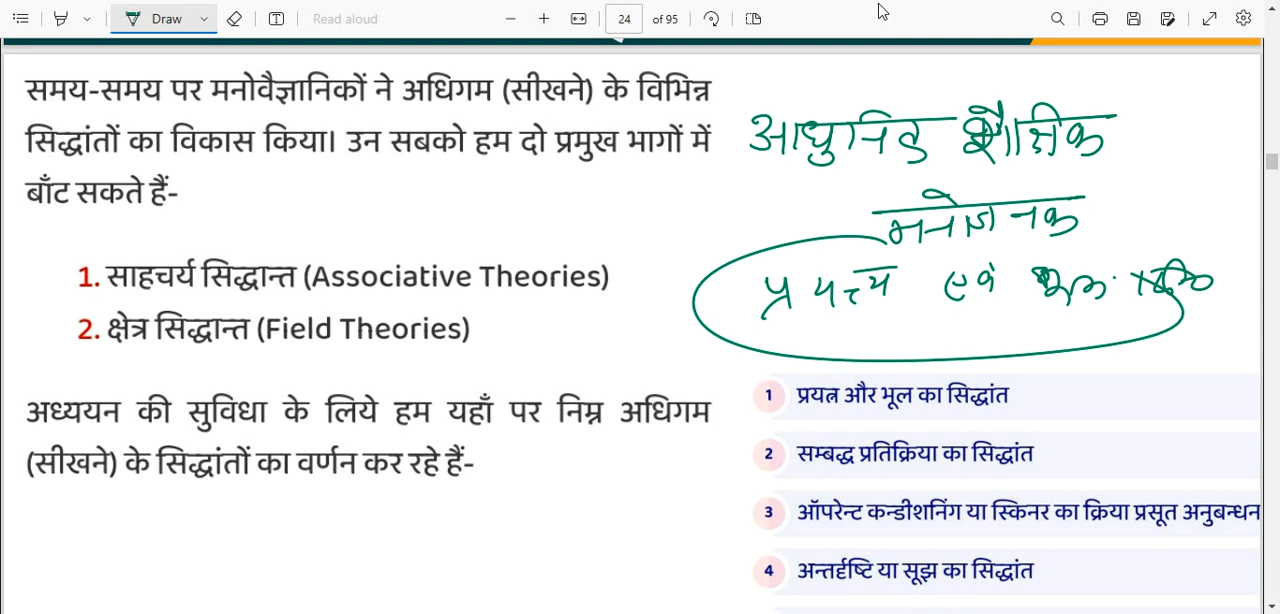 Draw
Read aloud
24 of 95
समय-समय पर मनोवैज्ञानिकों ने अधिगम (सीखने) के विभिन्न
सिद्धांतों का विकास किया। उन सबको हम दो प्रमुख भागों में
बाँट सकते हैं-
1. साहचर्य सिद्धान्त (Associative Theories)
2. क्षेत्र सिद्धान्त (Field Theories)
अध्ययन की सुविधा के लिये हम यहाँ पर निम्न अधिगम
(सीखने) के सिद्धांतों का वर्णन कर रहे हैं-
आधुनिक शैक्षिक
एवं
1 प्रयत्न और भूल का सिद्धांत
2 सम्बद्ध प्रतिक्रिया का सिद्धांत
3 ऑपरेन्ट कन्डीशनिंग या स्किनर का क्रिया प्रसूत अनुबन्धन
4 अन्तर्दृष्टि या सूझ का सिद्धांत